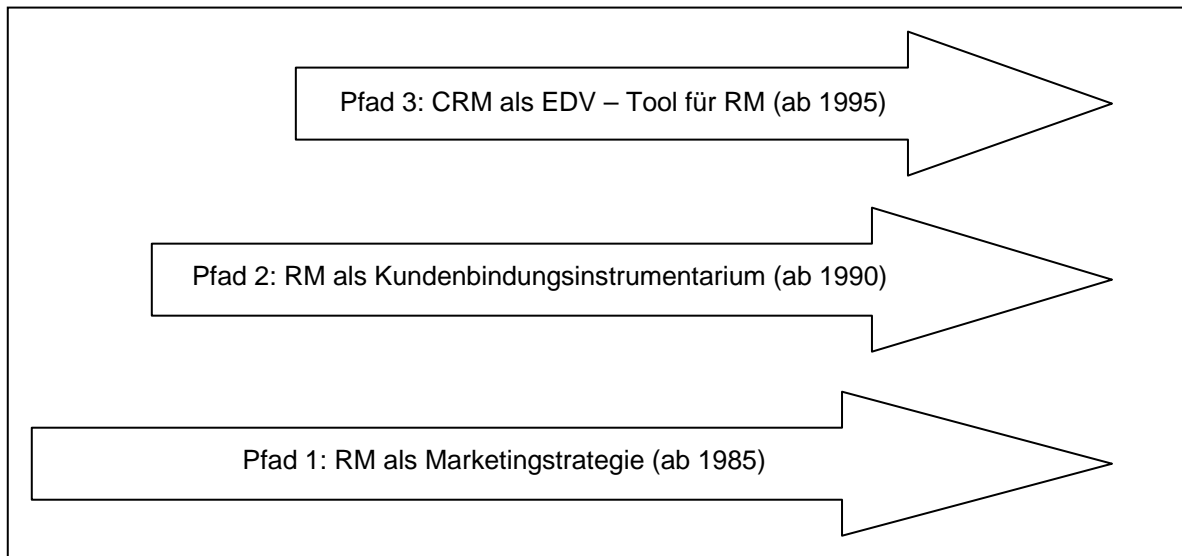 Pfad 3: CRM als EDV – Tool für RM (ab 1995)
Pfad 2: RM als Kundenbindungsinstrumentarium (ab 1990)
Pfad 1: RM als Marketingstrategie (ab 1985)